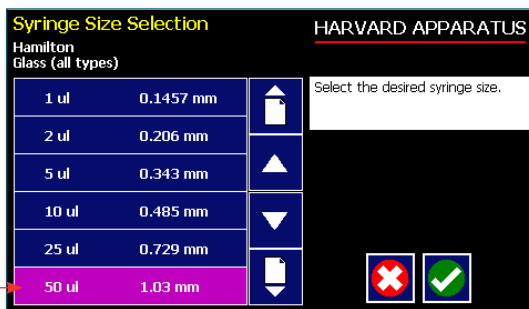 Syringe Size Selection
Hamilton
Glass (all types)
1 ul 0.1457 mm
2 ul 0.206 mm
5 ul 0.343 mm
10 ul 0.485 mm
25 ul 0.729 mm
50 ul 1.03 mm
HARVARD APPARATUS
Select the desired syringe size.